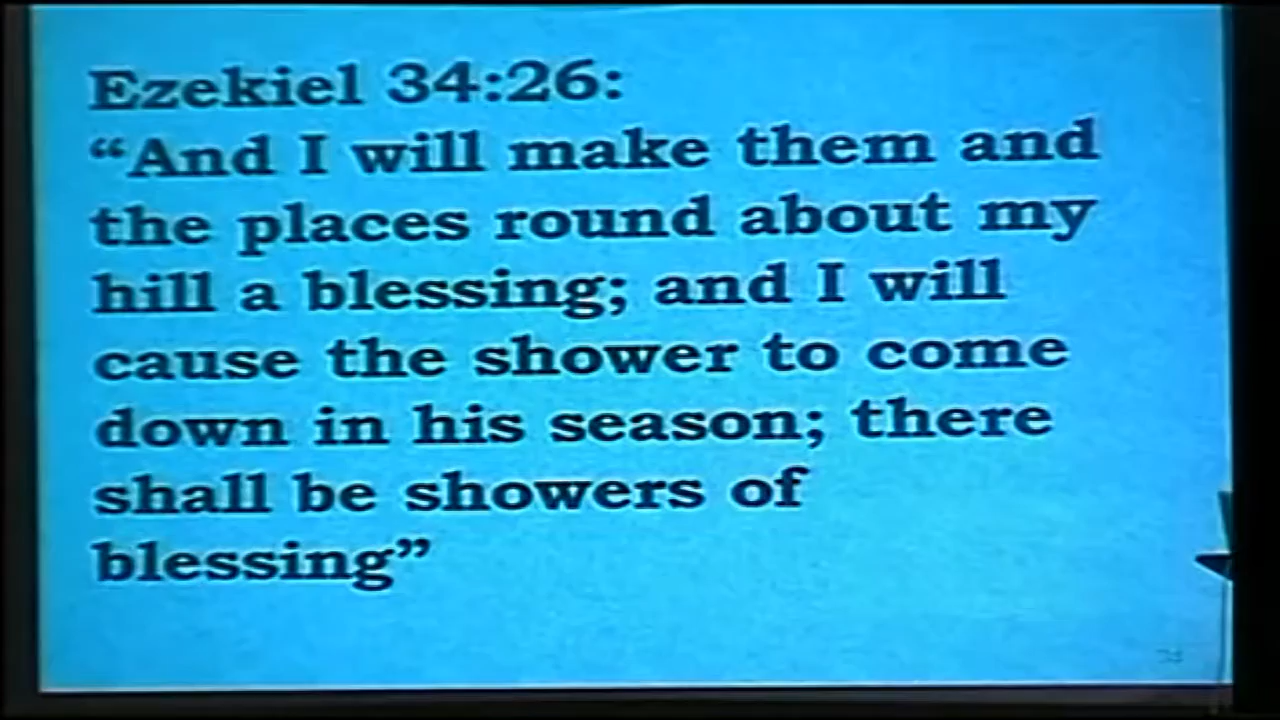 Ezekiel 34:26:
“And I will make them and
the places round about my
hill a blessing; and I will
cause the shower to come
down in his season; there
shall be showers of
blessing”